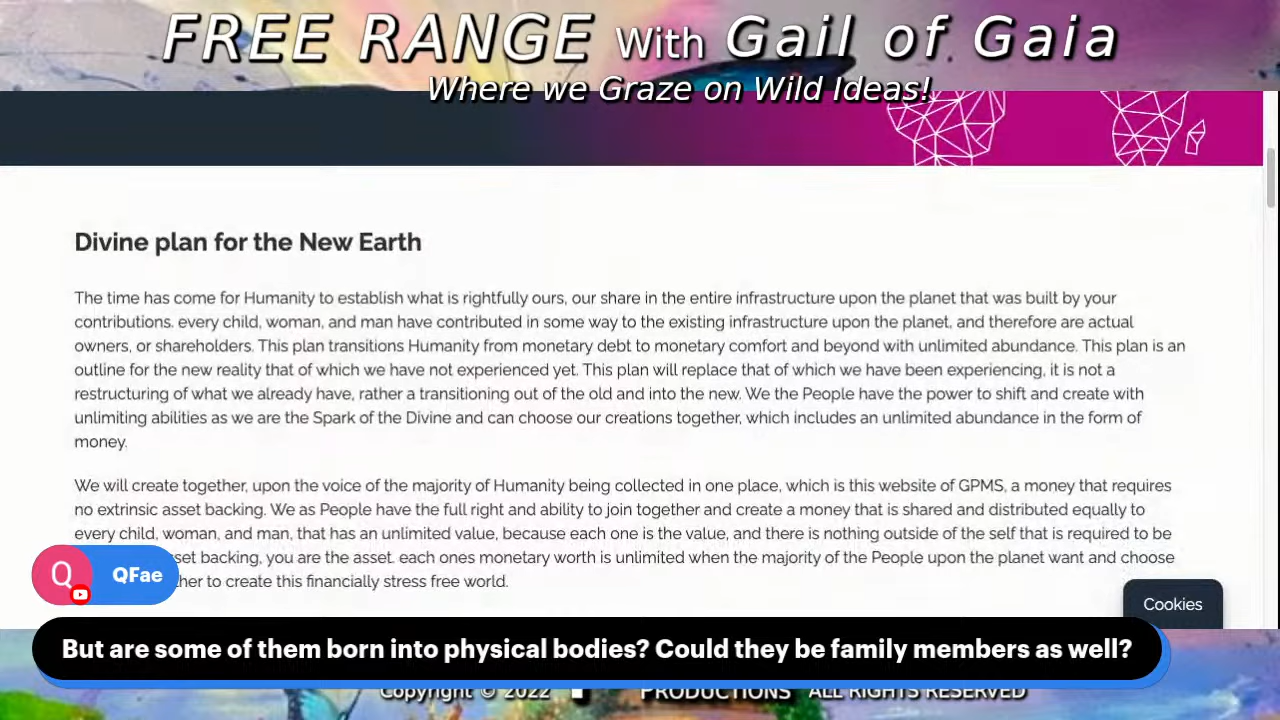 FREE RANGE With Gail of Gaia
Where we Graze on Wild Ideas!
Divine plan for the New Earth
The time has come for Humanity to establish what is rightfully ours, our share in the entire infrastructure upon the planet that was built by your
contributions. every child, woman, and man have contributed in some way to the existing infrastructure upon the planet, and therefore are actual
owners, or shareholders. This plan transitions Humanity from monetary debt to monetary comfort and beyond with unlimited abundance. This plan is an
outline for the new reality that of which we have not experienced yet. This plan will replace that of which we have been experiencing, it is not a
restructuring of what we already have, rather a transitioning out of the old and into the new. We the People have the power to shift and create with
unlimiting abilities as we are the Spark of the Divine and can choose our creations together, which includes an unlimited abundance in the form of
money.
We will create together, upon the voice of the majority of Humanity being collected in one place, which is this website of GPMS, a money that requires
no extrinsic asset backing. We as People have the full right and ability to join together and create a money that is shared and distributed equally to
every child, woman, and man, that has an unlimited value, because each one is the value, and there is nothing outside of the self that is required to be
set backing, you are the asset. each ones monetary worth is unlimited when the majority of the People upon the planet want and choose
her to create this financially stress free world.
Q QFae
Cookies
But are some of them born into physical bodies? Could they be family members as well?
Copyright © 2022 PRODUCTIONS ALL RIGHTS RESERVED